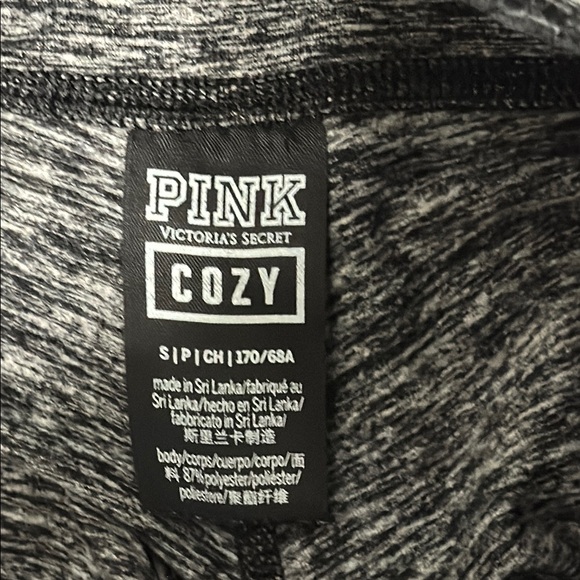 PINK
VICTORIA'S SECRET
COZY
S|P|CH|170/68A
made in Sri Lanka/fabriqué au
Sri Lanka/hecho en Sri Lanka/
fabbricato in Sri Lanka/
斯里兰卡制造
body/corps/cuerpo/corpo/面
料 87% polyester/poliéster/
poliestere/聚酯纤维